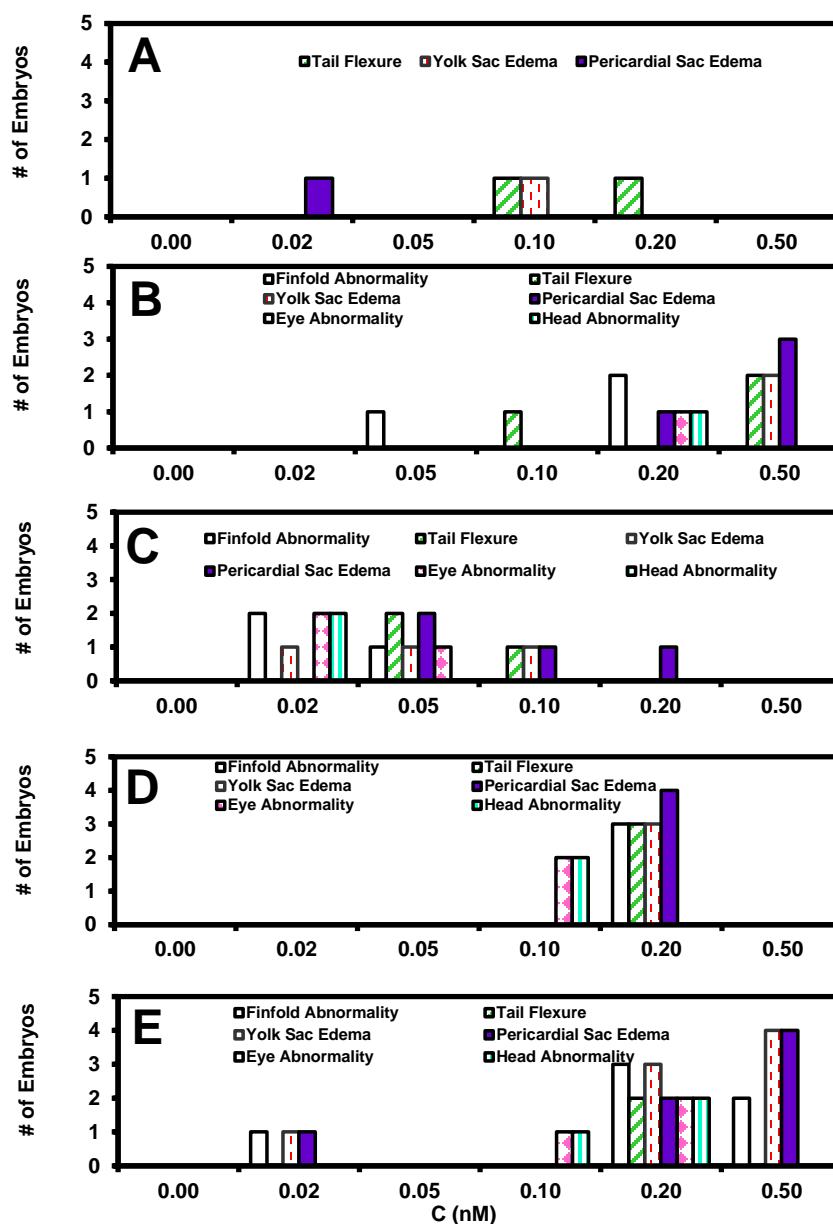 5
A
Tail Flexure Yolk Sac Edema Pericardial Sac Edema
4
3
2
1
0
# of Embryos
0.00 0.02 0.05 0.10 0.20 0.50
5
B
Finfold Abnormality Tail Flexure
Yolk Sac Edema Pericardial Sac Edema
Eye Abnormality Head Abnormality
4
3
2
1
0
# of Embryos
0.00 0.02 0.05 0.10 0.20 0.50
5
C
Finfold Abnormality Tail Flexure Yolk Sac Edema
Pericardial Sac Edema Eye Abnormality Head Abnormality
4
3
2
1
0
# of Embryos
0.00 0.02 0.05 0.10 0.20 0.50
5
D
Finfold Abnormality Tail Flexure
Yolk Sac Edema Pericardial Sac Edema
Eye Abnormality Head Abnormality
4
3
2
1
0
# of Embryos
0.00 0.02 0.05 0.10 0.20 0.50
5
E
Finfold Abnormality Tail Flexure
Yolk Sac Edema Pericardial Sac Edema
Eye Abnormality Head Abnormality
4
3
2
1
0
# of Embryos
0.00 0.02 0.05 0.10 0.20 0.50
C (nM)